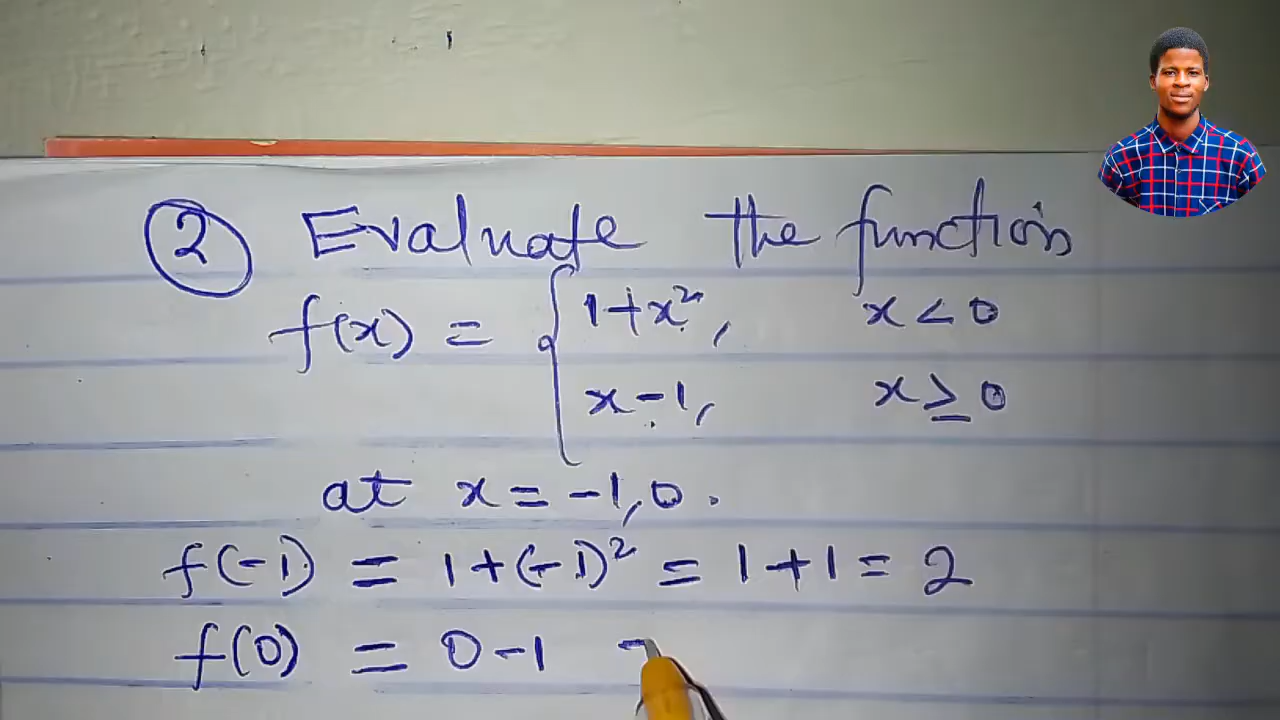 ② Evaluate the function
f(x) = { 1+x², x < 0
x-1, x ≥ 0
at x = -1, 0.
f(-1) = 1+(-1)² = 1+1 = 2
f(0) = 0-1 -